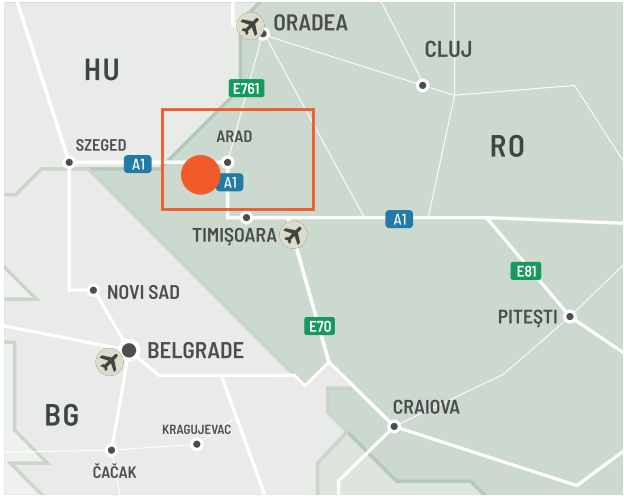 ORADEA
CLUJ
HU
E761
ARAD
SZEGED
RO
A1
A1
A1
TIMIŞOARA
E81
NOVI SAD
PITEŞTI
E70
BELGRADE
CRAIOVA
BG
KRAGUJEVAC
ČAČAK